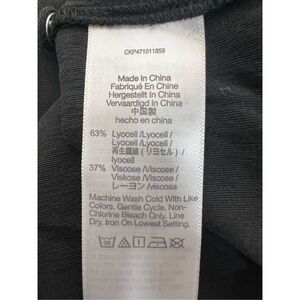 CKP471011859
Made In China
Fabriqué En Chine
Hergestellt In China
Vervaardigd In China
中国製
hecho en china
63% Lyocell /Lyocell /
Lyocell /Lyocell /
再生繊維(リヨセル)/
lyocell
37% Viscose /Viscose /
Viskose /Viscose /
レーヨン /viscosa
Machine Wash Cold With Like
Colors. Gentle Cycle. Non-
Chlorine Bleach Only. Line
Dry. Iron On Lowest Setting.